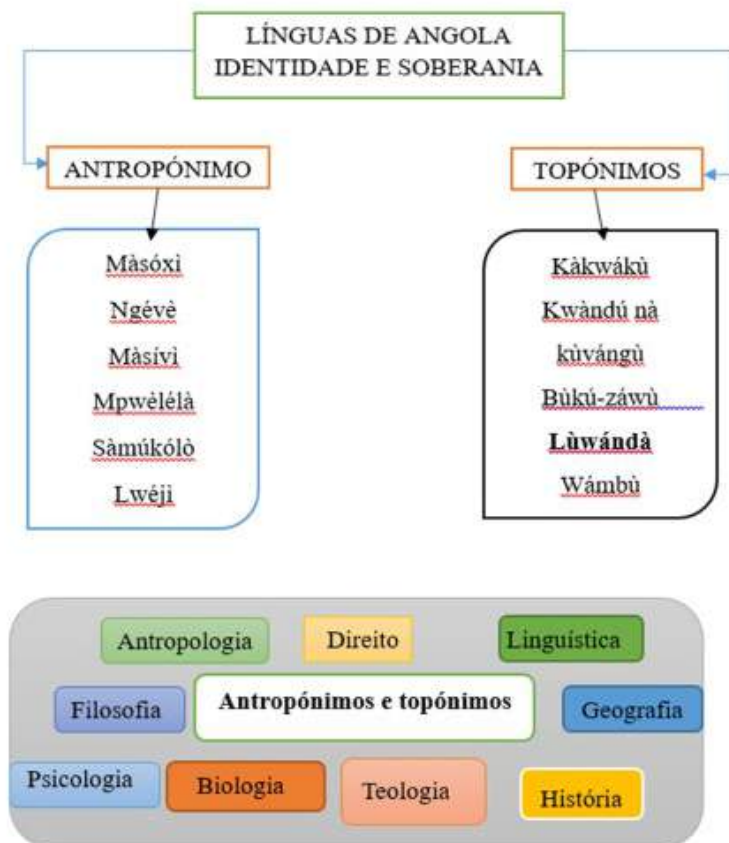 LÍNGUAS DE ANGOLA
IDENTIDADE E SOBERANIA
ANTROPÓNIMO
TOPÓNIMOS
Màsóxì
Ngévè
Màsívì
Mpwèlélà
Sàmúkólò
Lwéjì
Kàkwákù
Kwàndú nà
kùvángù
Bùkú-záwù
Lùwándà
Wámbù
Antropologia
Direito
Linguística
Filosofia
Antropónimos e topónimos
Geografia
Psicologia
Biologia
Teologia
História